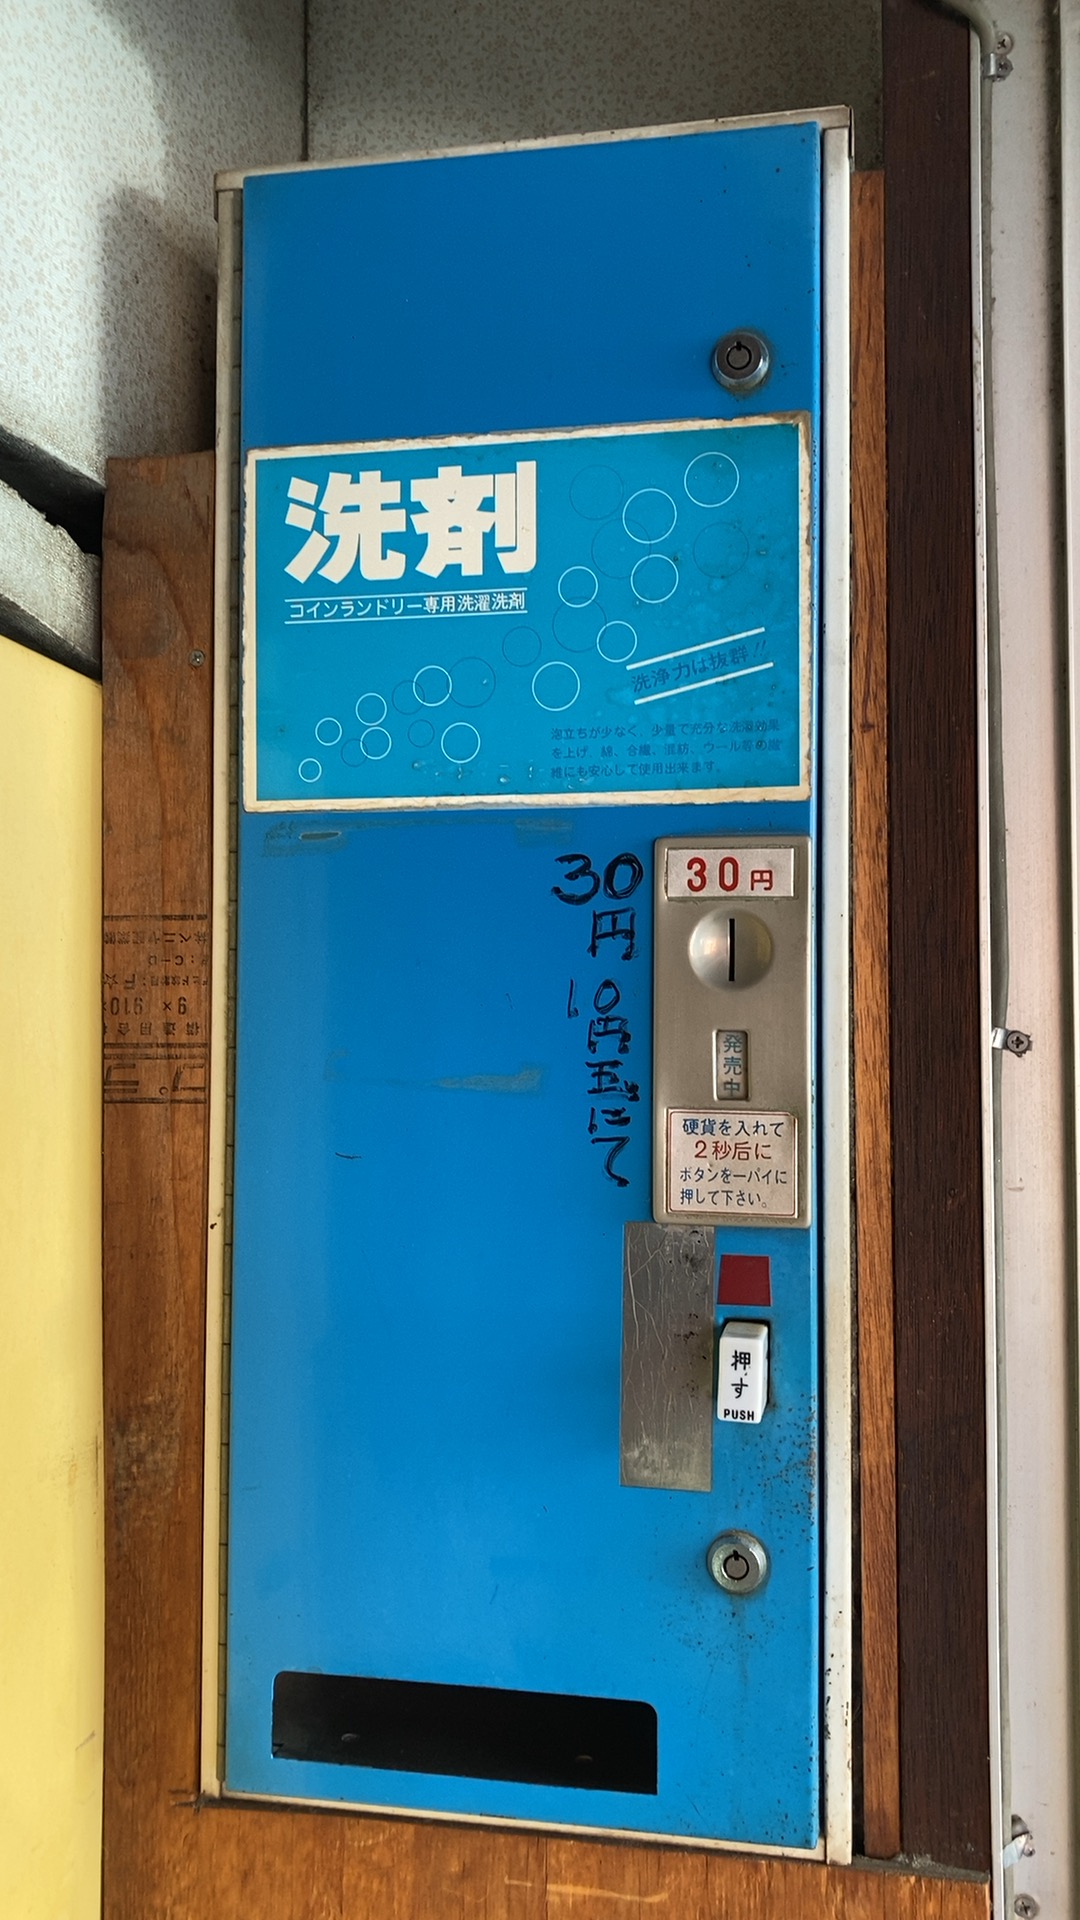 洗剤
コインランドリー専用洗濯洗剤
洗浄力は抜群!!
泡立ちが少なく、少量で充分な洗濯効果
を上げ、綿、合繊、混紡、ウール等の繊
維にも安心して使用出来ます。
30円
30円
10円玉にて
発売中
硬貨を入れて
2秒后に
ボタンを一パイに
押して下さい。
押す
PUSH
9×910